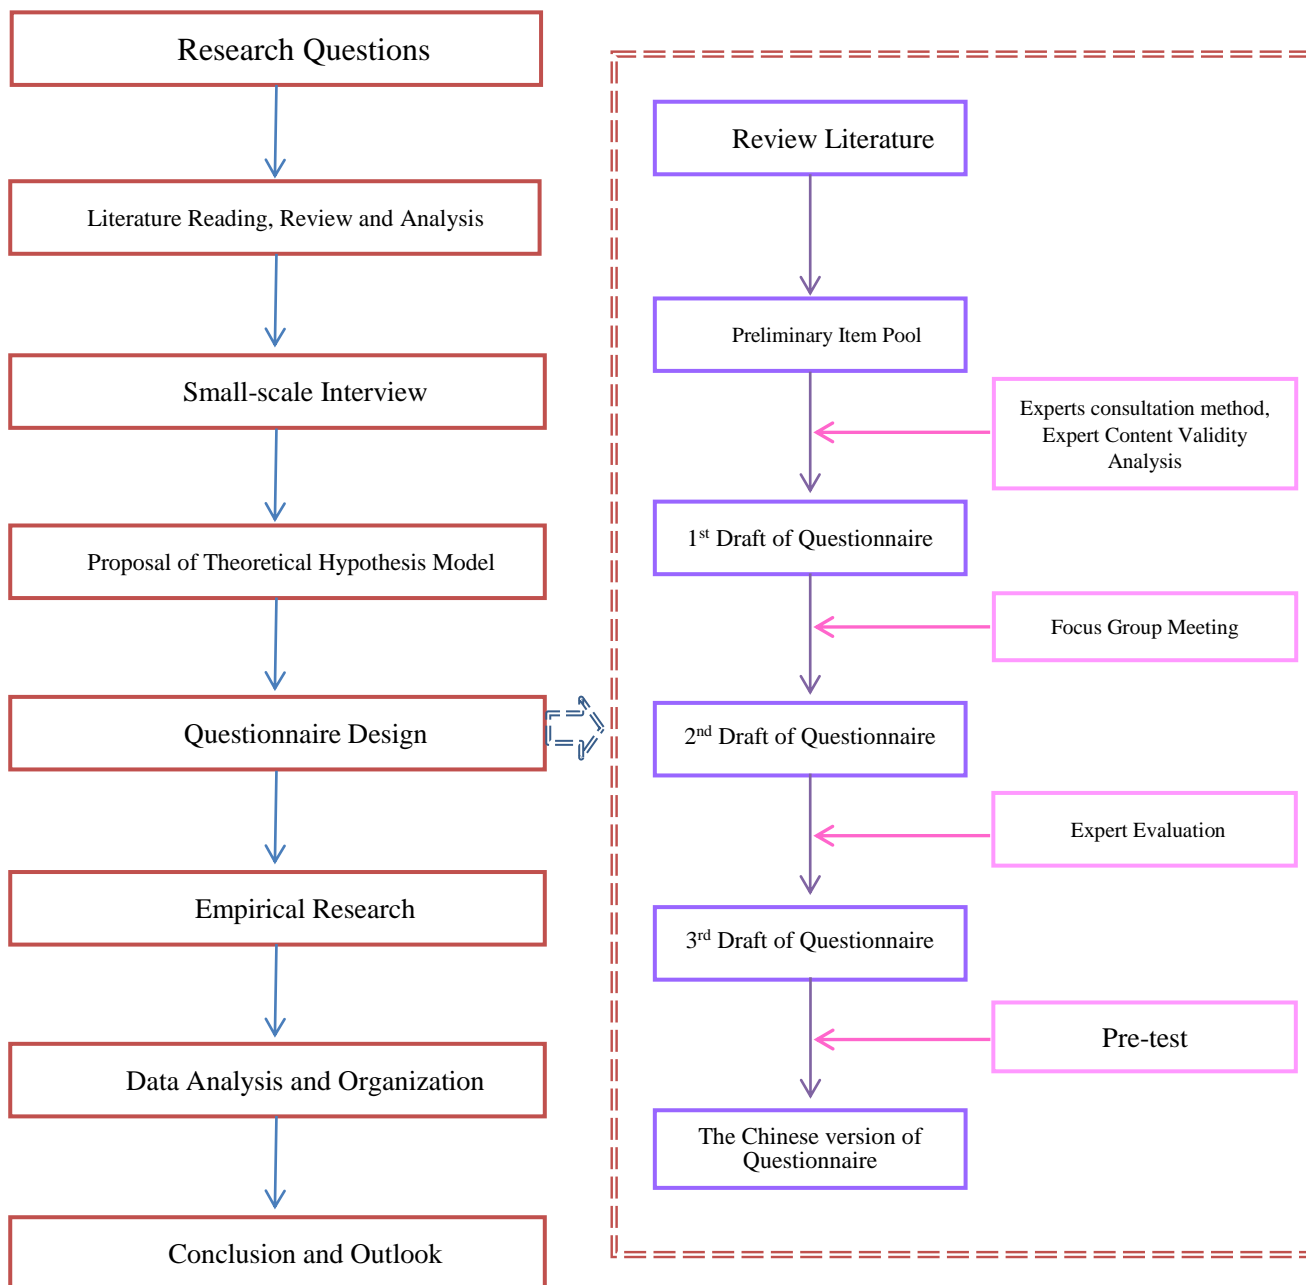 Research Questions
Literature Reading, Review and Analysis
Small-scale Interview
Proposal of Theoretical Hypothesis Model
Questionnaire Design
Empirical Research
Data Analysis and Organization
Conclusion and Outlook
Review Literature
Preliminary Item Pool
Experts consultation method,
Expert Content Validity
Analysis
1st Draft of Questionnaire
Focus Group Meeting
2nd Draft of Questionnaire
Expert Evaluation
3rd Draft of Questionnaire
Pre-test
The Chinese version of
Questionnaire